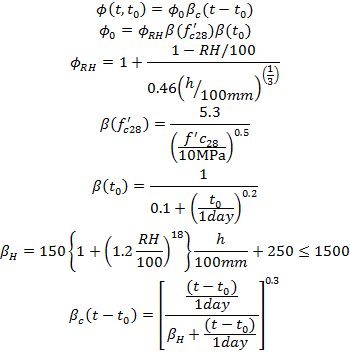 ϕ(t, t₀) = ϕ₀β_c(t − t₀)
ϕ₀ = ϕ_RH β(f′_c28)β(t₀)
ϕ_RH = 1 + (1 − RH/100) / (0.46(h/100mm)^(1/3))
β(f′_c28) = 5.3 / (f′c₂₈/10MPa)^0.5
β(t₀) = 1 / (0.1 + (t₀/1day)^0.2)
β_H = 150{1 + (1.2 RH/100)^18} h/100mm + 250 ≤ 1500
β_c(t − t₀) = [((t − t₀)/1day) / (β_H + (t − t₀)/1day)]^0.3